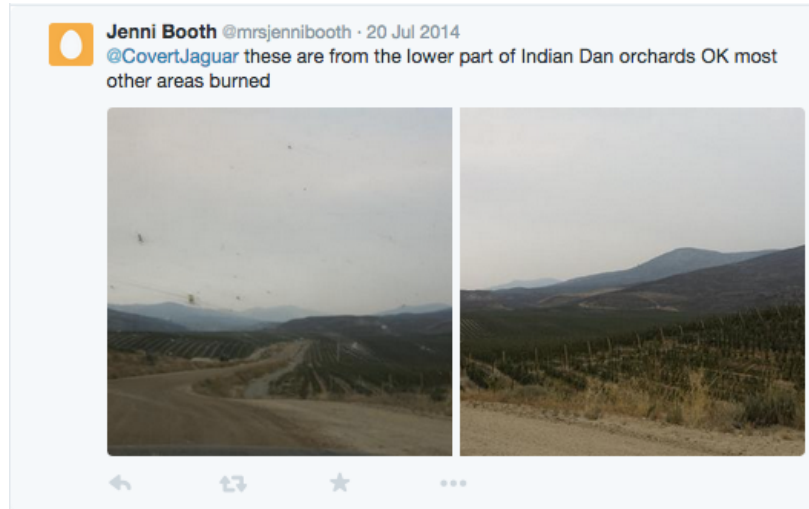 Jenni Booth @mrsjennibooth · 20 Jul 2014
@CovertJaguar these are from the lower part of Indian Dan orchards OK most
other areas burned